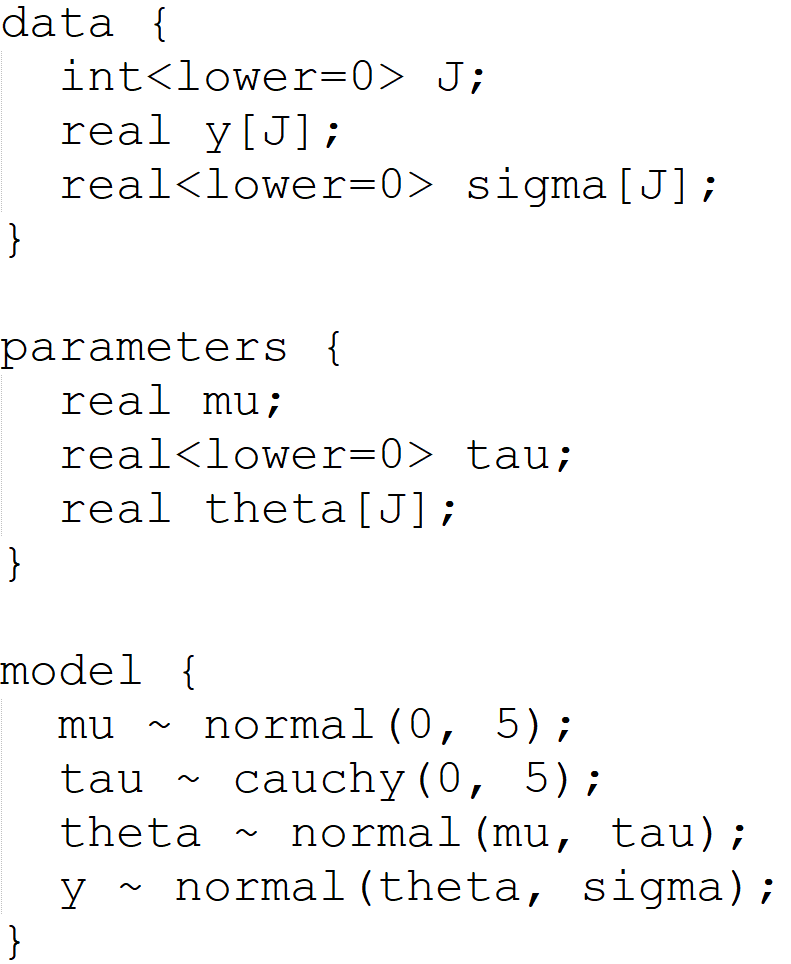 data {
  int<lower=0> J;
  real y[J];
  real<lower=0> sigma[J];
}

parameters {
  real mu;
  real<lower=0> tau;
  real theta[J];
}

model {
  mu ~ normal(0, 5);
  tau ~ cauchy(0, 5);
  theta ~ normal(mu, tau);
  y ~ normal(theta, sigma);
}